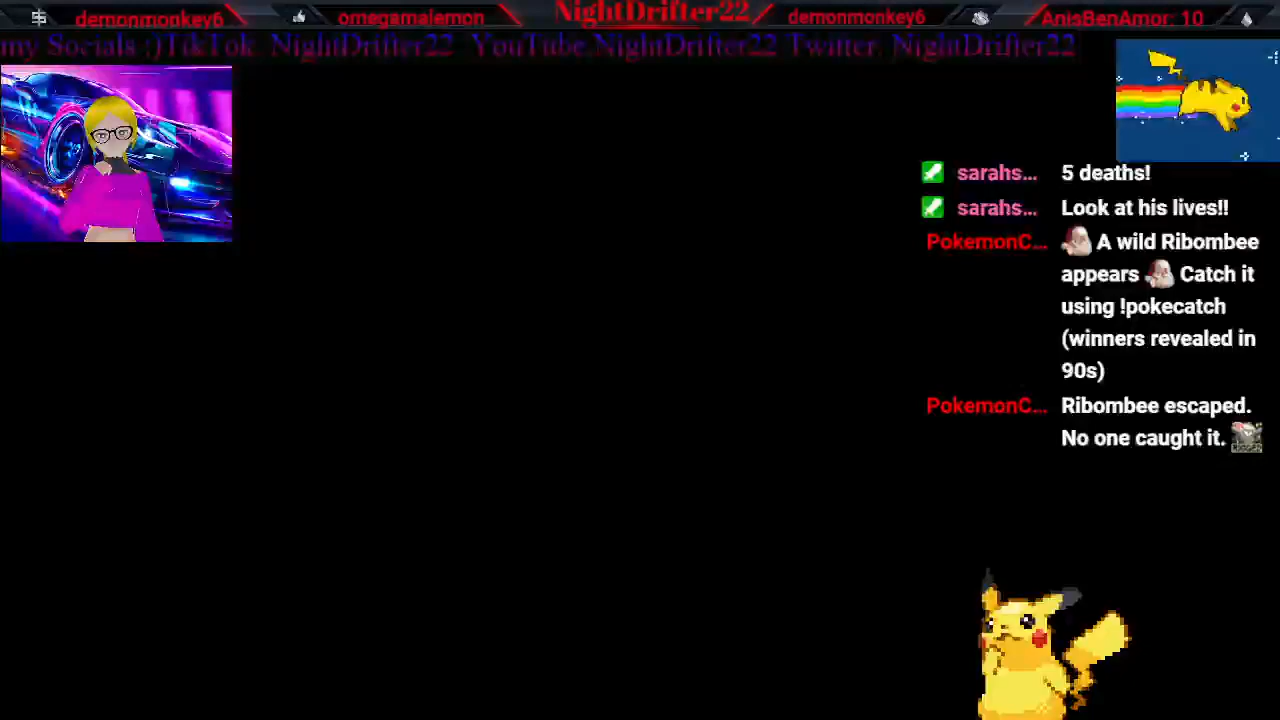 demonmonkey6 omegamalemon NightDrifter22 demonmonkey6 AnisBenAmor: 10
my Socials :)TikTok NightDrifter22 YouTube:NightDrifter22 Twitter: NightDrifter22
sarahs... 5 deaths!
sarahs... Look at his lives!!
PokemonC... A wild Ribombee
appears Catch it
using !pokecatch
(winners revealed in
90s)
PokemonC... Ribombee escaped.
No one caught it.